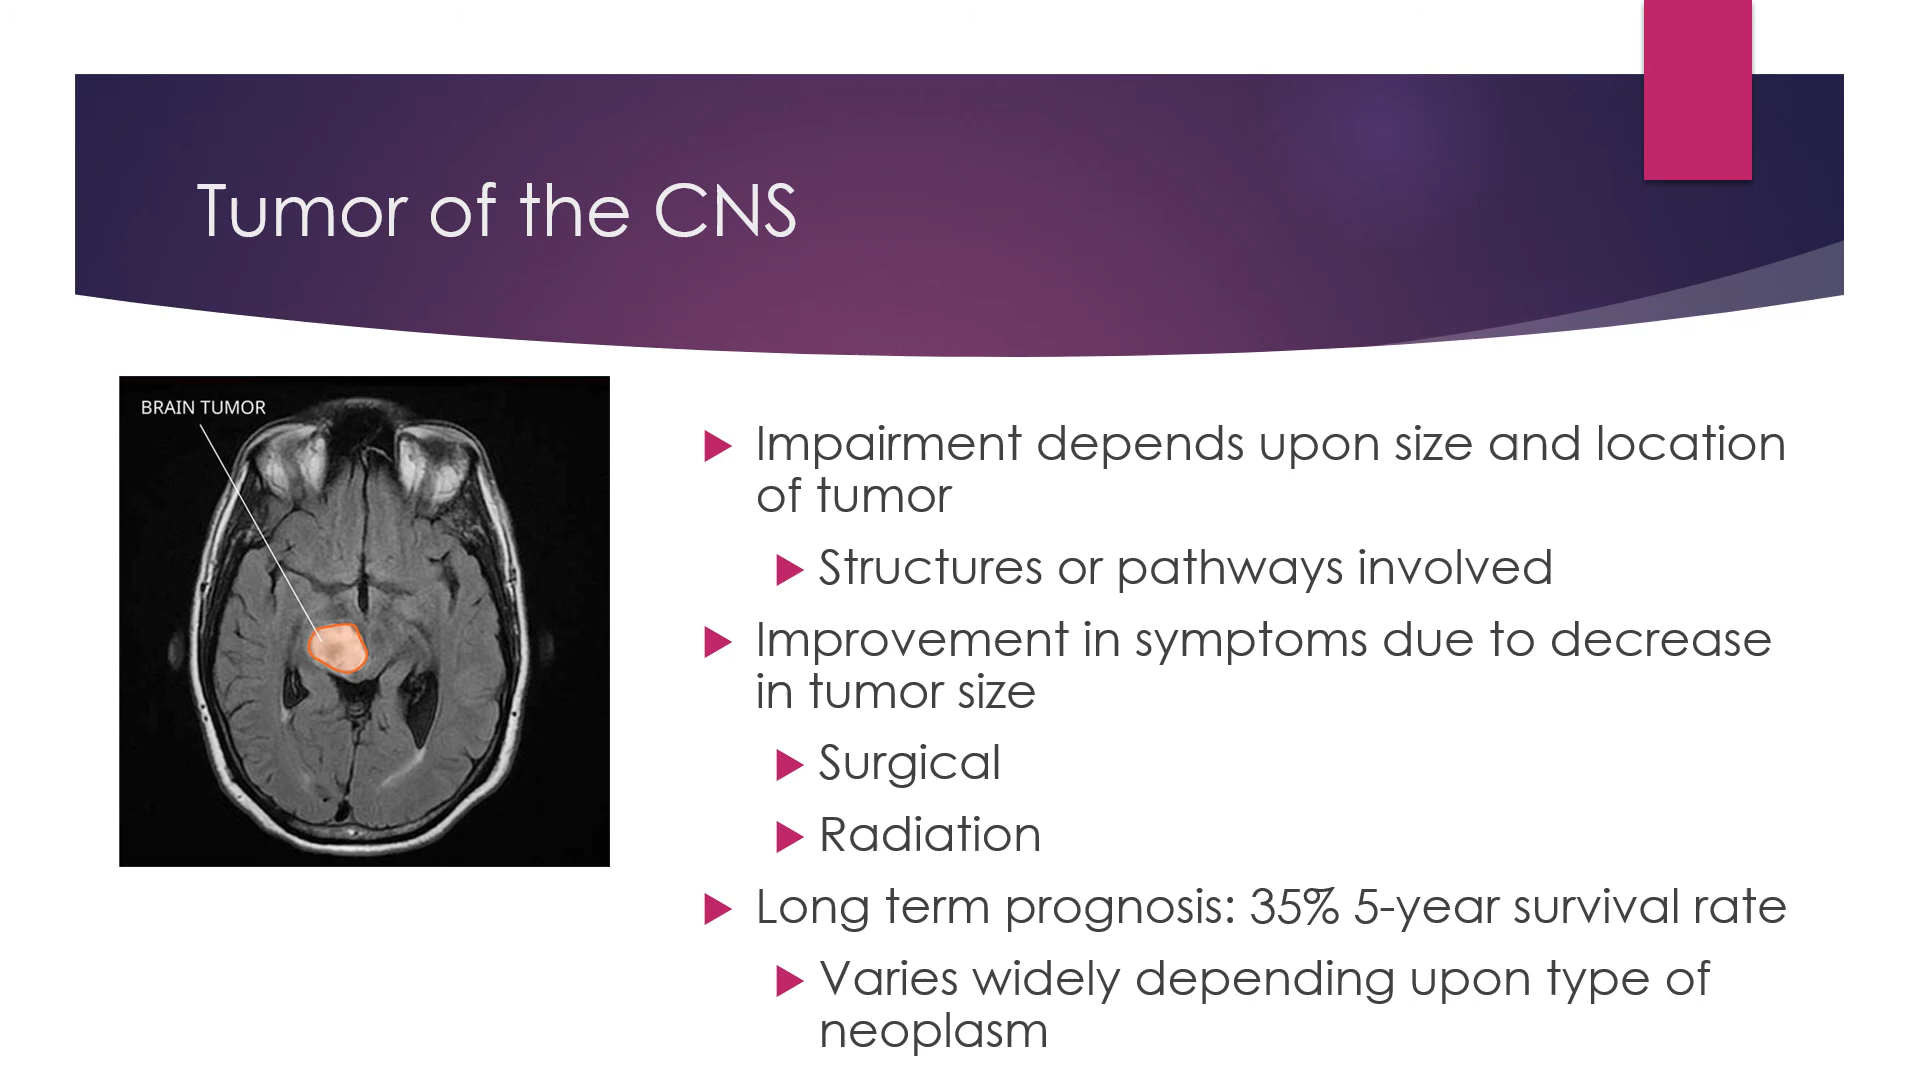 Tumor of the CNS
BRAIN TUMOR
Impairment depends upon size and location
of tumor
Structures or pathways involved
Improvement in symptoms due to decrease
in tumor size
Surgical
Radiation
Long term prognosis: 35% 5-year survival rate
Varies widely depending upon type of
neoplasm